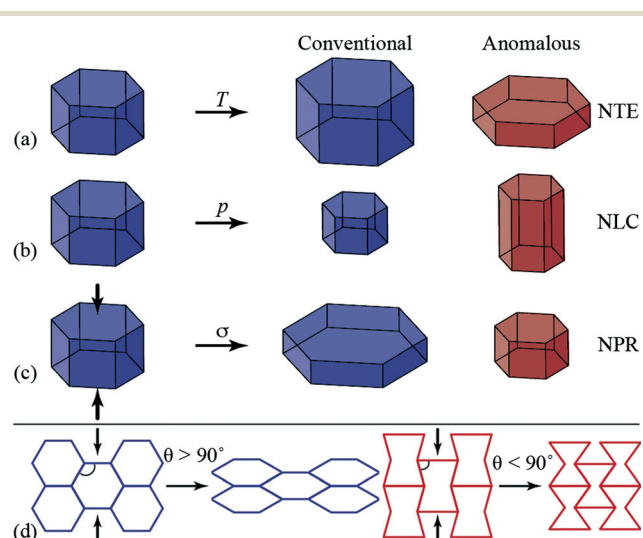 Conventional Anomalous
(a) T NTE
(b) p NLC
(c) σ NPR
(d) θ > 90° θ < 90°